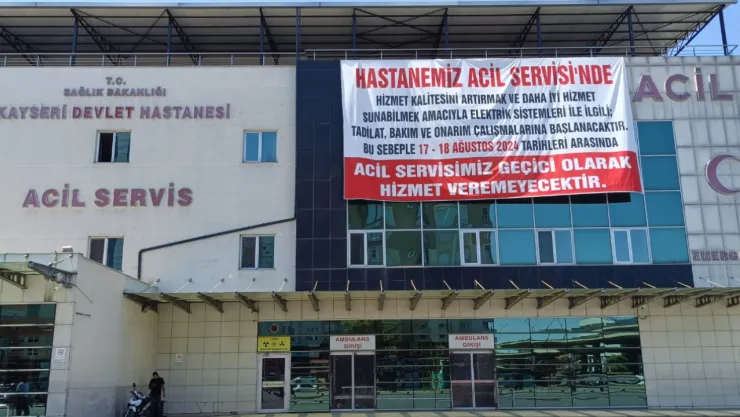 T.C.
SAĞLIK BAKANLIĞI
KAYSERİ DEVLET HASTANESİ
ACİL SERVİS
HASTANEMİZ ACİL SERVİSİ'NDE
HİZMET KALİTESİNİ ARTIRMAK VE DAHA İYİ HİZMET
SUNABİLMEK AMACIYLA ELEKTRİK SİSTEMLERİ İLE İLGİLİ;
TADİLAT, BAKIM VE ONARIM ÇALIŞMALARINA BAŞLANACAKTIR.
BU SEBEPLE 17 - 18 AĞUSTOS 2024 TARİHLERİ ARASINDA
ACİL SERVİSİMİZ GEÇİCİ OLARAK
HİZMET VEREMEYECEKTİR.
ACİL
EMERG
AMBULANS
GİRİŞİ
AMBULANS
GİRİŞİ